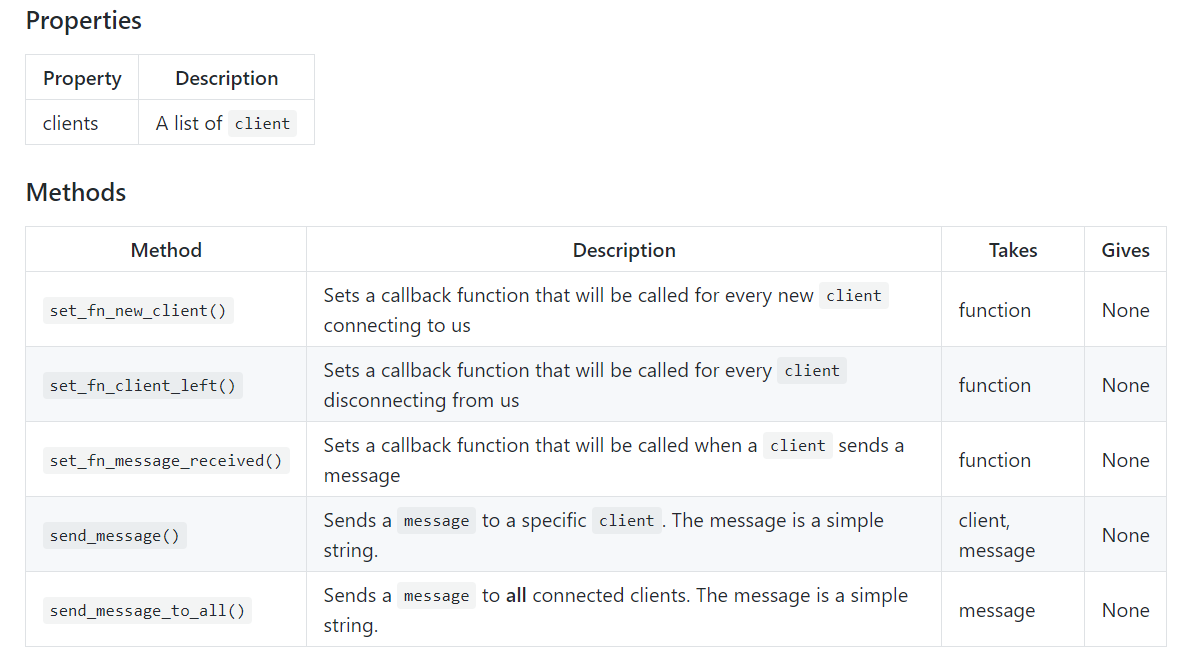 Properties
Property Description
clients A list of client
Methods
Method Description Takes Gives
set_fn_new_client() Sets a callback function that will be called for every new client connecting to us function None
set_fn_client_left() Sets a callback function that will be called for every client disconnecting from us function None
set_fn_message_received() Sets a callback function that will be called when a client sends a message function None
send_message() Sends a message to a specific client. The message is a simple string. client, message None
send_message_to_all() Sends a message to all connected clients. The message is a simple string. message None